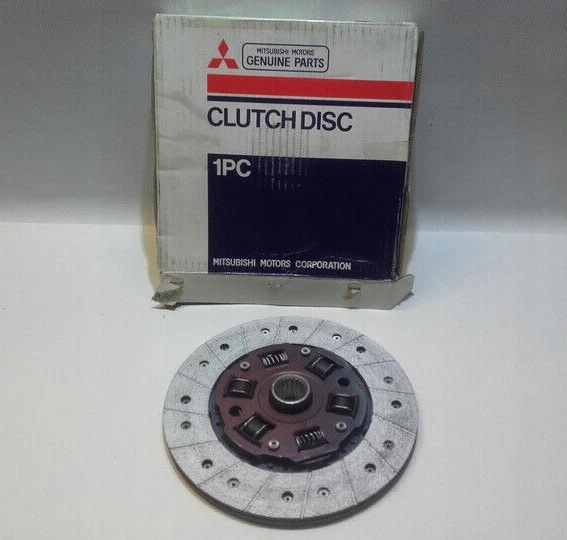 MITSUBISHI MOTORS
GENUINE PARTS
CLUTCH DISC
1PC
MITSUBISHI MOTORS CORPORATION